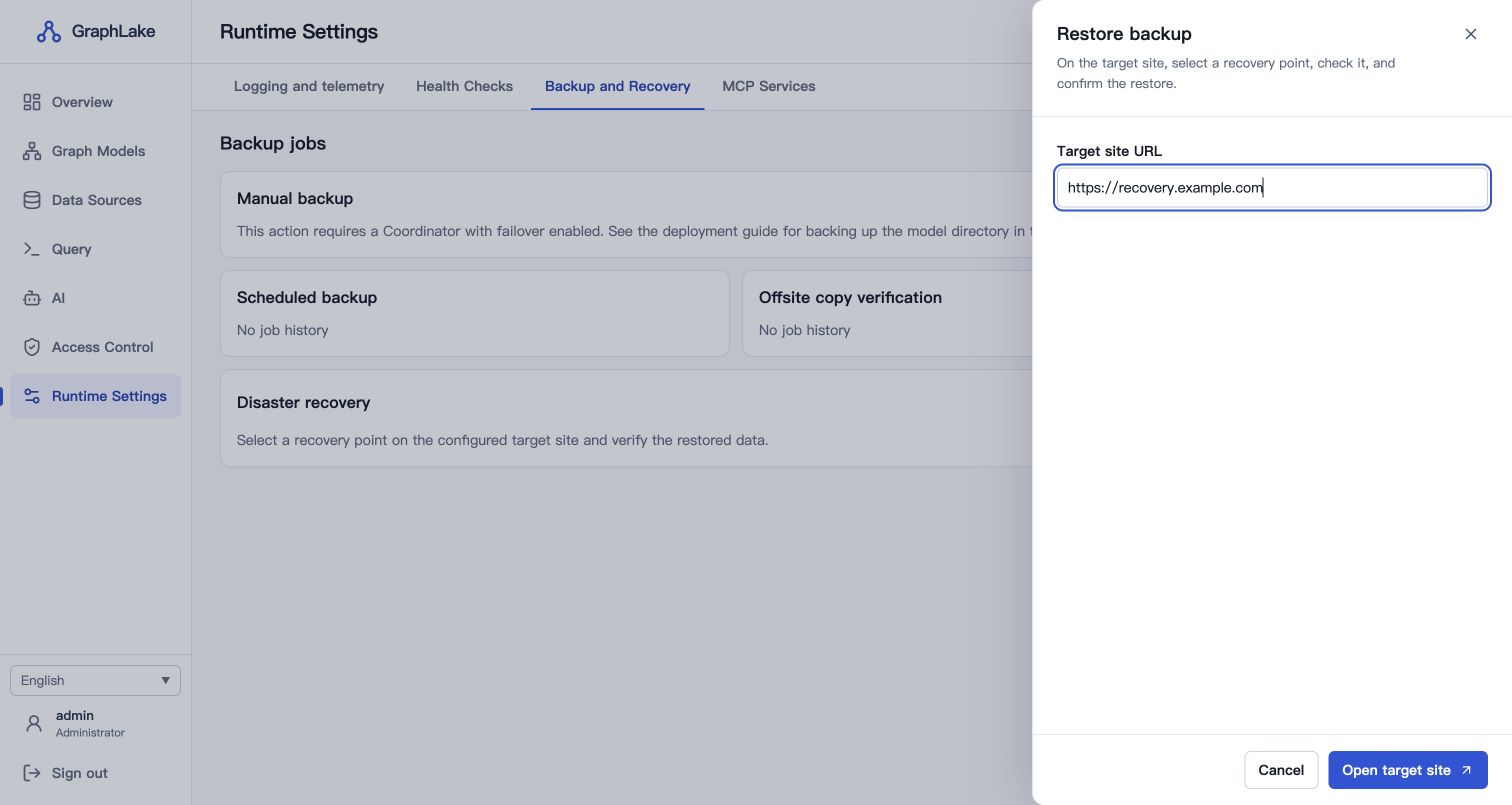 GraphLake
Overview
Graph Models
Data Sources
Query
AI
Access Control
Runtime Settings
English
admin
Administrator
Sign out
Runtime Settings
Logging and telemetry
Health Checks
Backup and Recovery
MCP Services
Backup jobs
Manual backup
This action requires a Coordinator with failover enabled. See the deployment guide for backing up the model directory in
Scheduled backup
No job history
Offsite copy verification
No job history
Disaster recovery
Select a recovery point on the configured target site and verify the restored data.
Restore backup
On the target site, select a recovery point, check it, and
confirm the restore.
Target site URL
https://recovery.example.com
Cancel
Open target site